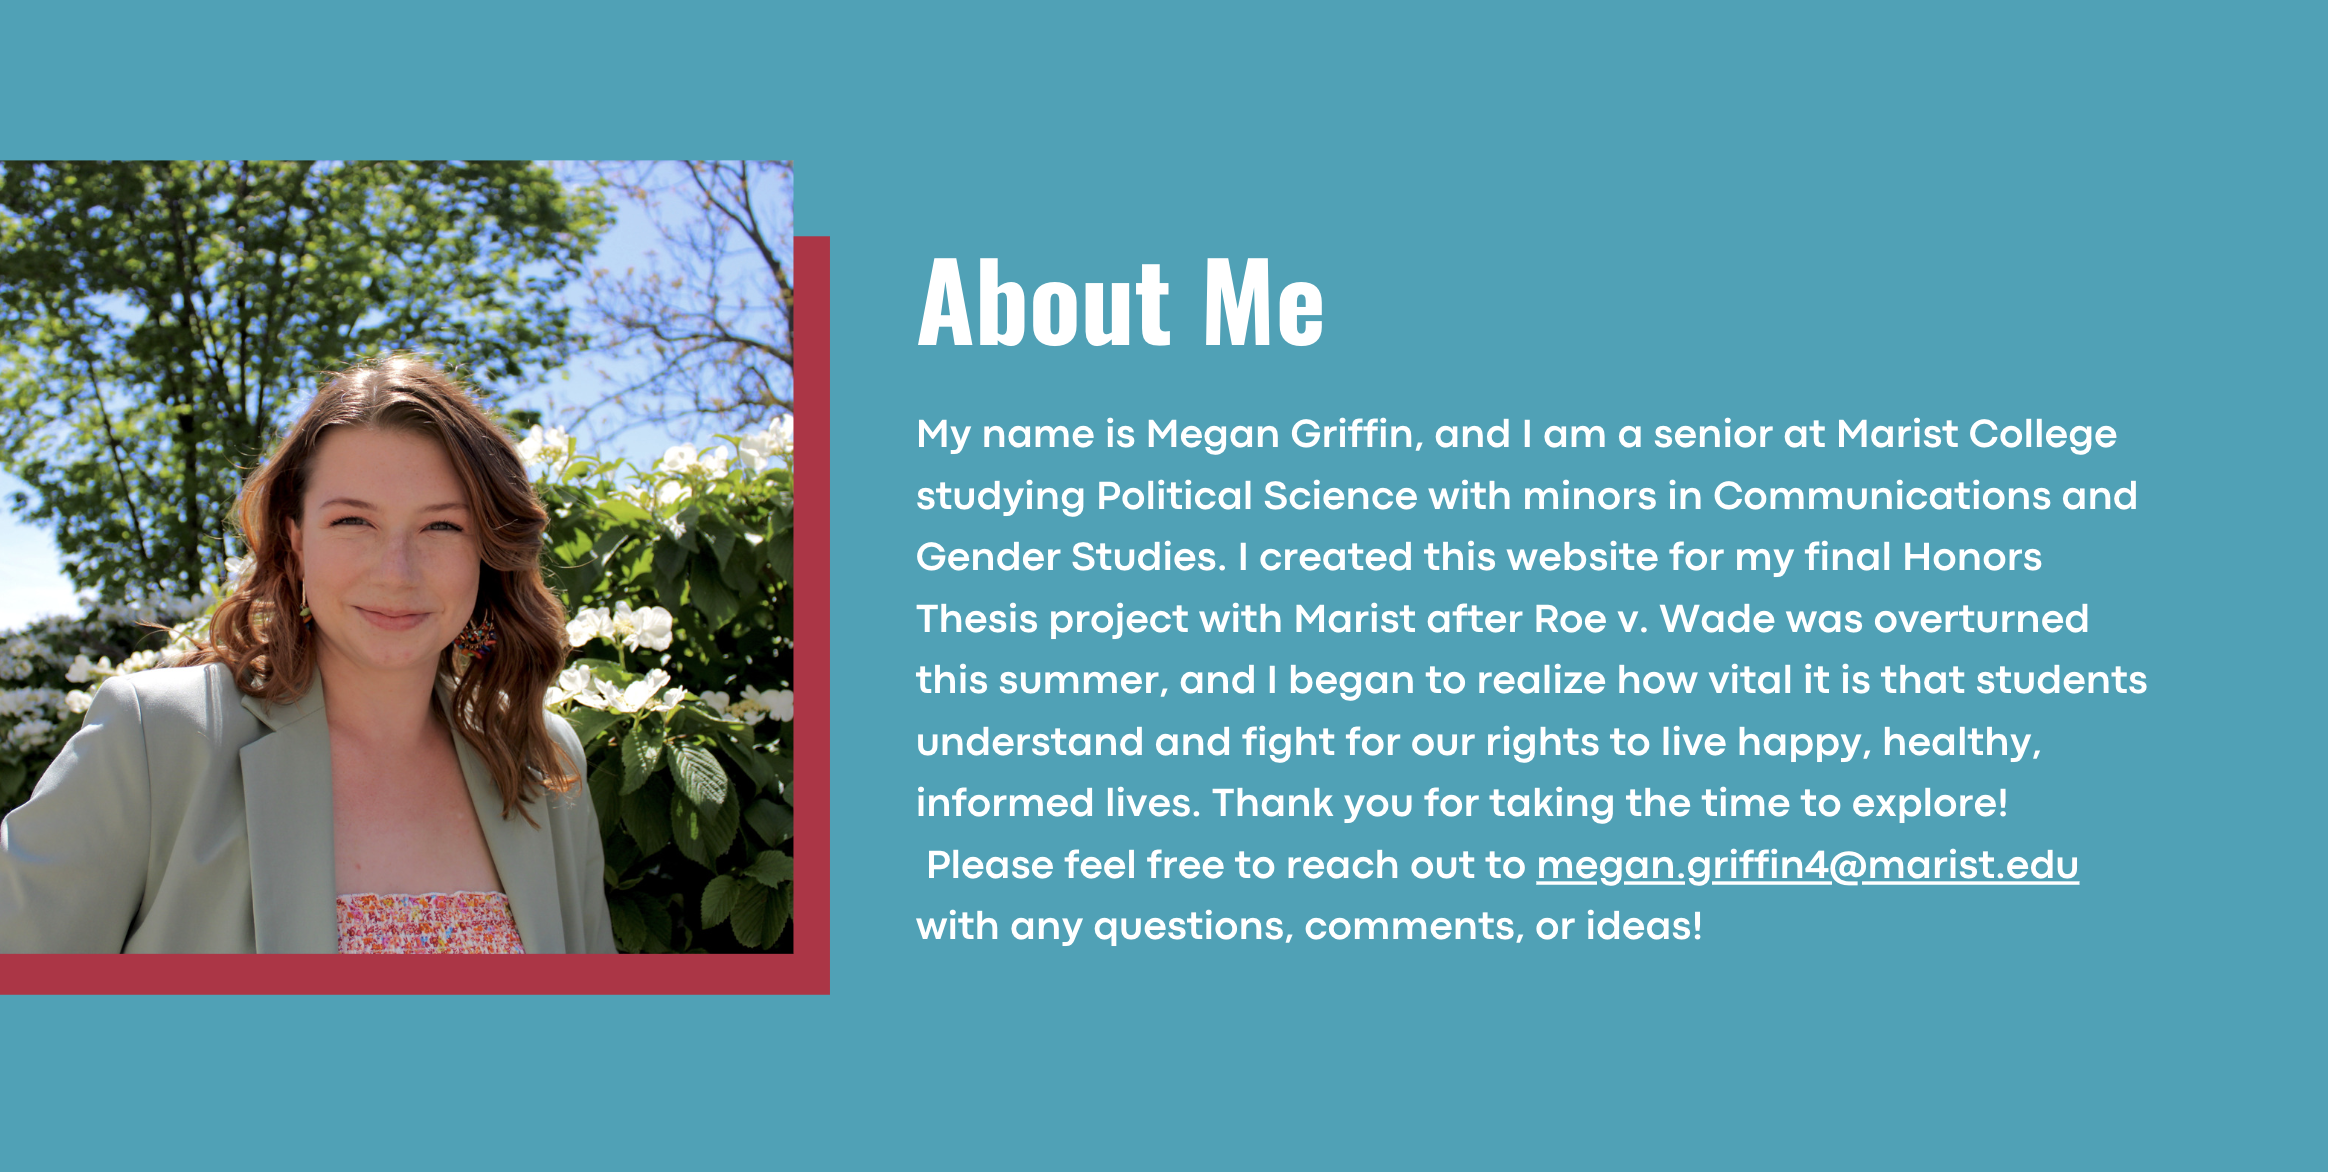 About Me
My name is Megan Griffin, and I am a senior at Marist College
studying Political Science with minors in Communications and
Gender Studies. I created this website for my final Honors
Thesis project with Marist after Roe v. Wade was overturned
this summer, and I began to realize how vital it is that students
understand and fight for our rights to live happy, healthy,
informed lives. Thank you for taking the time to explore!
Please feel free to reach out to megan.griffin4@marist.edu
with any questions, comments, or ideas!